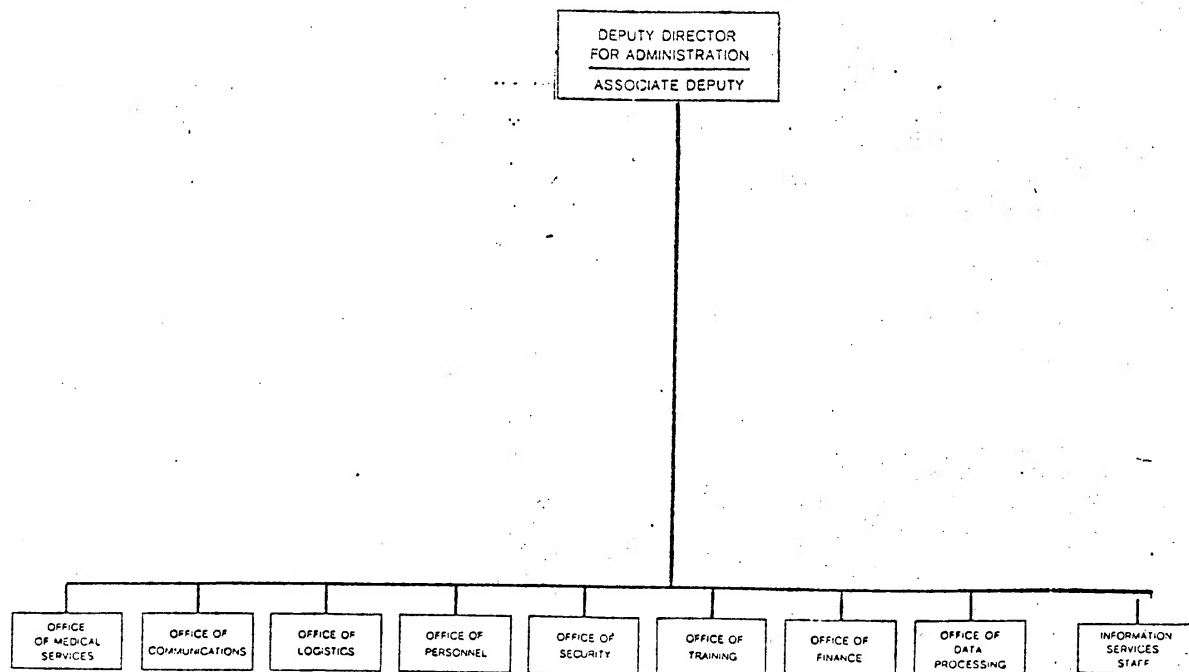 DEPUTY DIRECTOR
FOR ADMINISTRATION
ASSOCIATE DEPUTY
OFFICE
OF MEDICAL
SERVICES
OFFICE OF
COMMUNICATIONS
OFFICE OF
LOGISTICS
OFFICE OF
PERSONNEL
OFFICE OF
SECURITY
OFFICE OF
TRAINING
OFFICE OF
FINANCE
OFFICE OF
DATA
PROCESSING
INFORMATION
SERVICES
STAFF